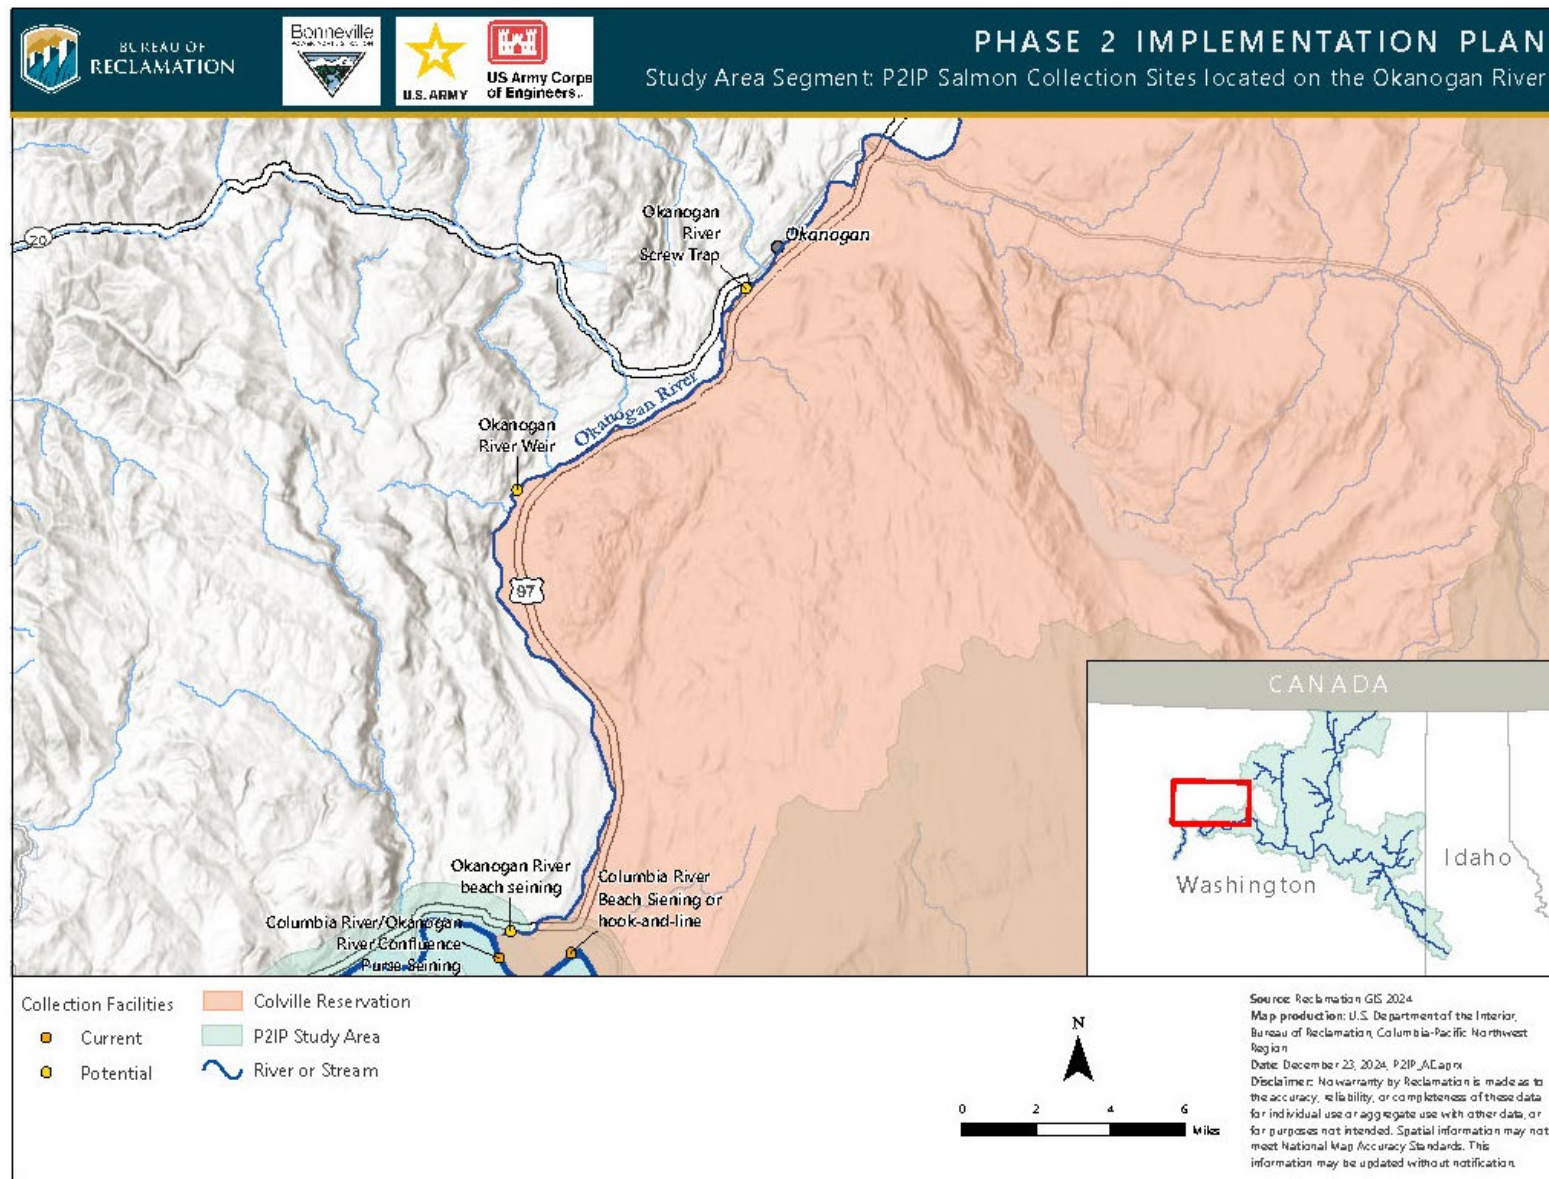 BUREAU OF
RECLAMATION
Bonneville
POWER ADMINISTRATION
U.S. ARMY
US Army Corps
of Engineers®
PHASE 2 IMPLEMENTATION PLAN
Study Area Segment: P2IP Salmon Collection Sites located on the Okanogan River
20
Okanogan
River
Screw Trap
Okanogan
Okanogan River
Okanogan
River Weir
97
Okanogan River
beach seining
Columbia River
Beach Siening or
hook-and-line
Columbia River/Okanogan
River Confluence
Purse Seining
CANADA
Washington
Idaho
Collection Facilities
Current
Potential
Colville Reservation
P2IP Study Area
River or Stream
N
0 2 4 6
Miles
Source: Reclamation GIS 2024
Map production: U.S. Department of the Interior,
Bureau of Reclamation, Columbia-Pacific Northwest
Region
Date: December 23, 2024, P2IP_AE.aprx
Disclaimer: No warranty by Reclamation is made as to
the accuracy, reliability, or completeness of these data
for individual use or aggregate use with other data, or
for purposes not intended. Spatial information may not
meet National Map Accuracy Standards. This
information may be updated without notification.